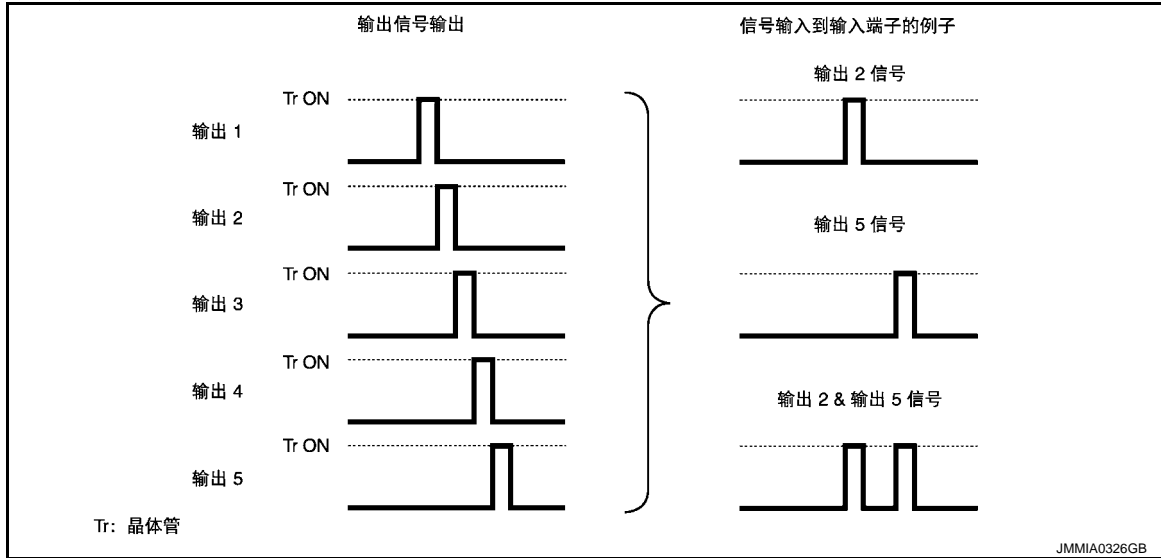 输出信号输出
信号输入到输入端子的例子
输出 1
Tr ON
输出 2
Tr ON
输出 3
Tr ON
输出 4
Tr ON
输出 5
Tr ON
输出 2 信号
输出 5 信号
输出 2 & 输出 5 信号
Tr: 晶体管
JMMIA0326GB